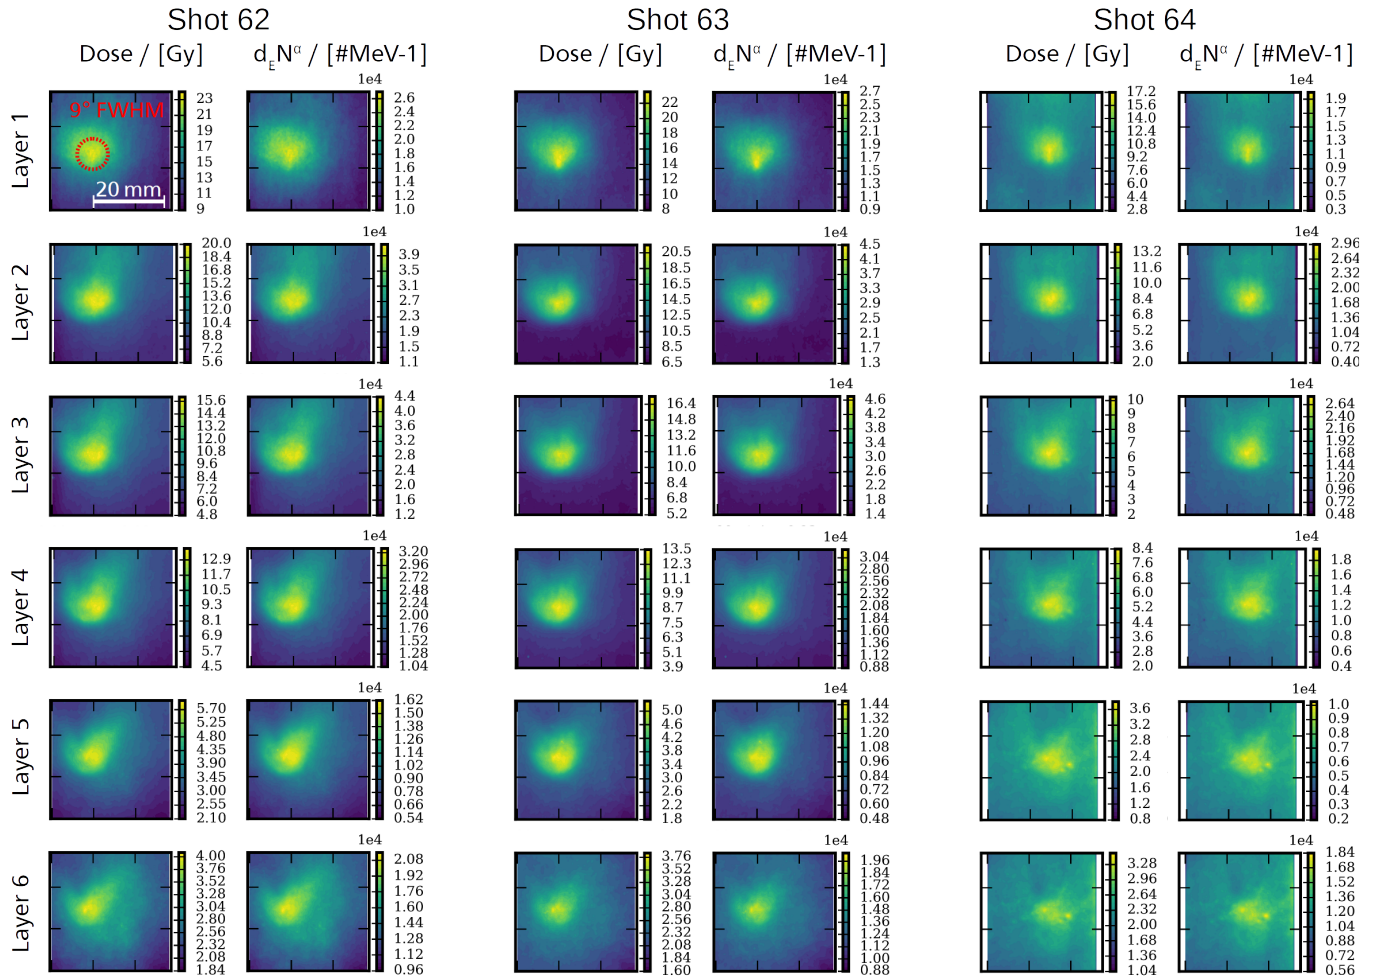 Shot 62 Shot 63 Shot 64
Dose / [Gy] dENα / [#MeV-1] Dose / [Gy] dENα / [#MeV-1] Dose / [Gy] dENα / [#MeV-1]
Layer 1
9° FWHM
20 mm
23 21 19 17 15 13 11 9
1e4
2.6 2.4 2.2 2.0 1.8 1.6 1.4 1.2 1.0
22 20 18 16 14 12 10 8
1e4
2.7 2.5 2.3 2.1 1.9 1.7 1.5 1.3 1.1 0.9
17.2 15.6 14.0 12.4 10.8 9.2 7.6 6.0 4.4 2.8
1e4
1.9 1.7 1.5 1.3 1.1 0.9 0.7 0.5 0.3
Layer 2
20.0 18.4 16.8 15.2 13.6 12.0 10.4 8.8 7.2 5.6
1e4
3.9 3.5 3.1 2.7 2.3 1.9 1.5 1.1
20.5 18.5 16.5 14.5 12.5 10.5 8.5 6.5
1e4
4.5 4.1 3.7 3.3 2.9 2.5 2.1 1.7 1.3
13.2 11.6 10.0 8.4 6.8 5.2 3.6 2.0
1e4
2.96 2.64 2.32 2.00 1.68 1.36 1.04 0.72 0.40
Layer 3
15.6 14.4 13.2 12.0 10.8 9.6 8.4 7.2 6.0 4.8
1e4
4.4 4.0 3.6 3.2 2.8 2.4 2.0 1.6 1.2
16.4 14.8 13.2 11.6 10.0 8.4 6.8 5.2
1e4
4.6 4.2 3.8 3.4 3.0 2.6 2.2 1.8 1.4
10 9 8 7 6 5 4 3 2
1e4
2.64 2.40 2.16 1.92 1.68 1.44 1.20 0.96 0.72 0.48
Layer 4
12.9 11.7 10.5 9.3 8.1 6.9 5.7 4.5
1e4
3.20 2.96 2.72 2.48 2.24 2.00 1.76 1.52 1.28 1.04
13.5 12.3 11.1 9.9 8.7 7.5 6.3 5.1 3.9
1e4
3.04 2.80 2.56 2.32 2.08 1.84 1.60 1.36 1.12 0.88
8.4 7.6 6.8 6.0 5.2 4.4 3.6 2.8 2.0
1e4
1.8 1.6 1.4 1.2 1.0 0.8 0.6 0.4
Layer 5
5.70 5.25 4.80 4.35 3.90 3.45 3.00 2.55 2.10
1e4
1.62 1.50 1.38 1.26 1.14 1.02 0.90 0.78 0.66 0.54
5.0 4.6 4.2 3.8 3.4 3.0 2.6 2.2 1.8
1e4
1.44 1.32 1.20 1.08 0.96 0.84 0.72 0.60 0.48
3.6 3.2 2.8 2.4 2.0 1.6 1.2 0.8
1e4
1.0 0.9 0.8 0.7 0.6 0.5 0.4 0.3 0.2
Layer 6
4.00 3.76 3.52 3.28 3.04 2.80 2.56 2.32 2.08 1.84
1e4
2.08 1.92 1.76 1.60 1.44 1.28 1.12 0.96
3.76 3.52 3.28 3.04 2.80 2.56 2.32 2.08 1.84 1.60
1e4
1.96 1.84 1.72 1.60 1.48 1.36 1.24 1.12 1.00 0.88
3.28 2.96 2.64 2.32 2.00 1.68 1.36 1.04
1e4
1.84 1.68 1.52 1.36 1.20 1.04 0.88 0.72 0.56